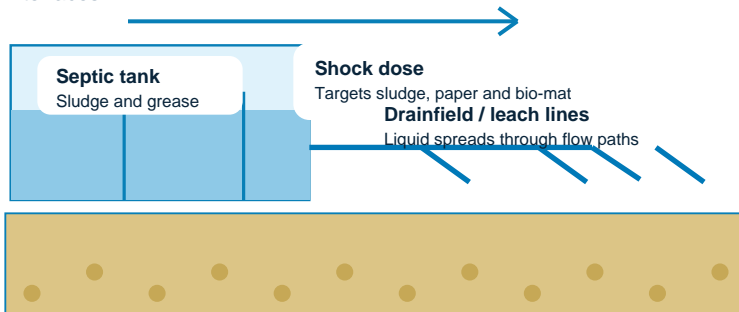 Septic tank
Sludge and grease
Shock dose
Targets sludge, paper and bio-mat
Drainfield / leach lines
Liquid spreads through flow paths